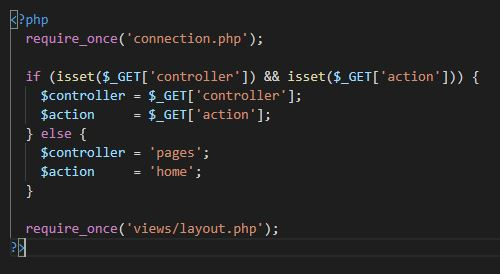 <?php
require_once('connection.php');
if (isset($_GET['controller']) && isset($_GET['action'])) {
$controller = $_GET['controller'];
$action     = $_GET['action'];
} else {
$controller = 'pages';
$action     = 'home';
}
require_once('views/layout.php');
?>